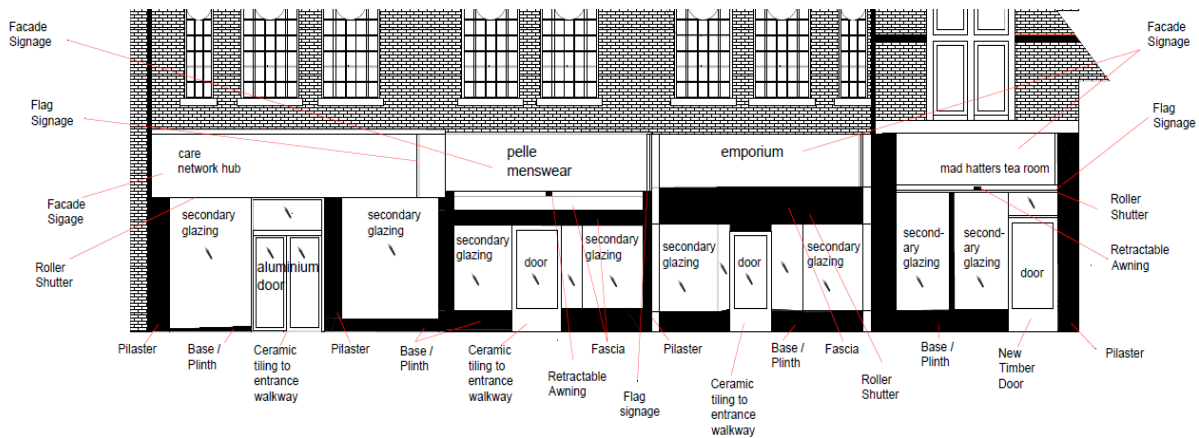 Facade
Signage
Facade
Signage
Flag
Signage
Flag
Signage
care
network hub
pelle
menswear
emporium
mad hatters tea room
Facade
Sigage
Roller
Shutter
Roller
Shutter
Retractable
Awning
secondary
glazing
aluminium
door
secondary
glazing
secondary
glazing
door
secondary
glazing
secondary
glazing
door
secondary
glazing
second-
ary
glazing
second-
ary
glazing
door
Pilaster
Base /
Plinth
Ceramic
tiling to
entrance
walkway
Pilaster
Base /
Plinth
Ceramic
tiling to
entrance
walkway
Retractable
Awning
Fascia
Flag
signage
Pilaster
Ceramic
tiling to
entrance
walkway
Base /
Plinth
Fascia
Roller
Shutter
Base /
Plinth
New
Timber
Door
Pilaster